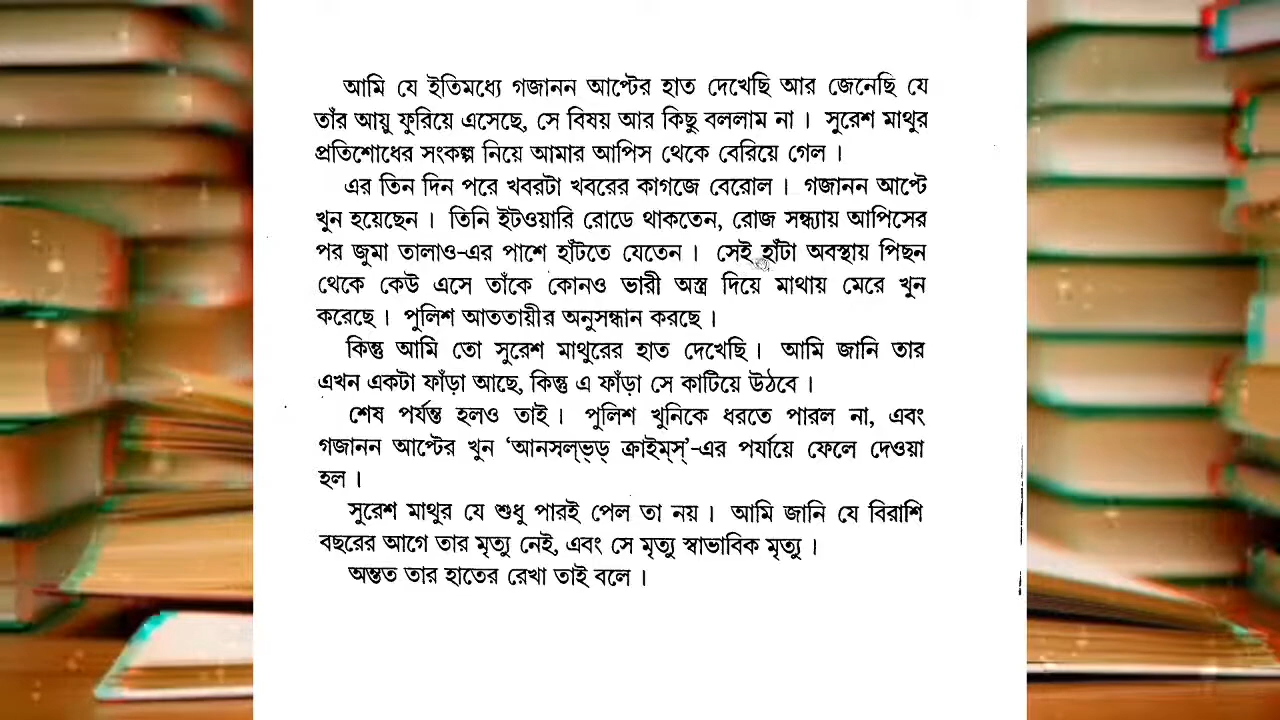 আমি যে ইতিমধ্যে গজানন আপ্টের হাত দেখেছি আর জেনেছি যে
তাঁর আয়ু ফুরিয়ে এসেছে, সে বিষয় আর কিছু বললাম না। সুরেশ মাথুর
প্রতিশোধের সংকল্প নিয়ে আমার আপিস থেকে বেরিয়ে গেল।
এর তিন দিন পরে খবরটা খবরের কাগজে বেরোল। গজানন আপ্টে
খুন হয়েছেন। তিনি ইটওয়ারি রোডে থাকতেন, রোজ সন্ধ্যায় আপিসের
পর জুমা তালাও-এর পাশে হাঁটতে যেতেন। সেই হাঁটা অবস্থায় পিছন
থেকে কেউ এসে তাঁকে কোনও ভারী অস্ত্র দিয়ে মাথায় মেরে খুন
করেছে। পুলিশ আততায়ীর অনুসন্ধান করছে।
কিন্তু আমি তো সুরেশ মাথুরের হাত দেখেছি। আমি জানি তার
এখন একটা ফাঁড়া আছে, কিন্তু এ ফাঁড়া সে কাটিয়ে উঠবে।
শেষ পর্যন্ত হলও তাই। পুলিশ খুনিকে ধরতে পারল না, এবং
গজানন আপ্টের খুন ‘আনসল্‌ভ্‌ড্ ক্রাইম্‌স্’-এর পর্যায়ে ফেলে দেওয়া
হল।
সুরেশ মাথুর যে শুধু পারই পেল তা নয়। আমি জানি যে বিরাশি
বছরের আগে তার মৃত্যু নেই, এবং সে মৃত্যু স্বাভাবিক মৃত্যু।
অন্তত তার হাতের রেখা তাই বলে।